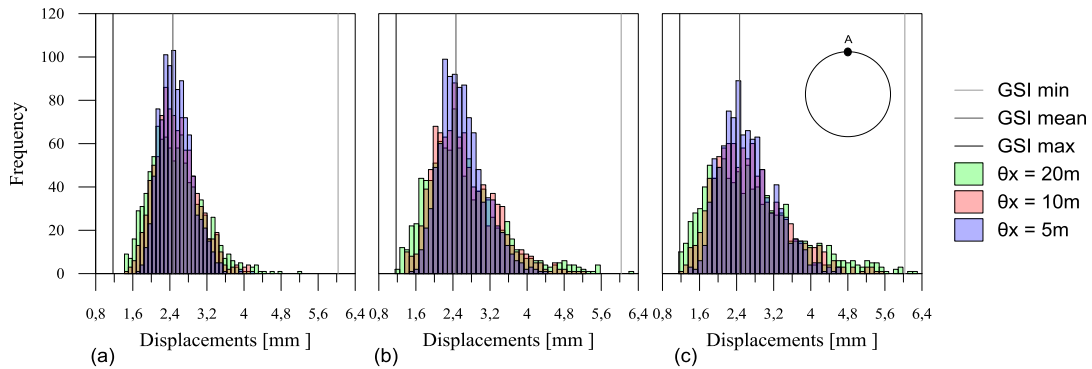 120
100
80
60
40
20
0
Frequency
0,8 1,6 2,4 3,2 4 4,8 5,6 6,4
Displacements [mm ]
(a)
0,8 1,6 2,4 3,2 4 4,8 5,6 6,4
Displacements [mm ]
(b)
A
0,8 1,6 2,4 3,2 4 4,8 5,6 6,4
Displacements [mm ]
(c)
GSI min
GSI mean
GSI max
θx = 20m
θx = 10m
θx = 5m